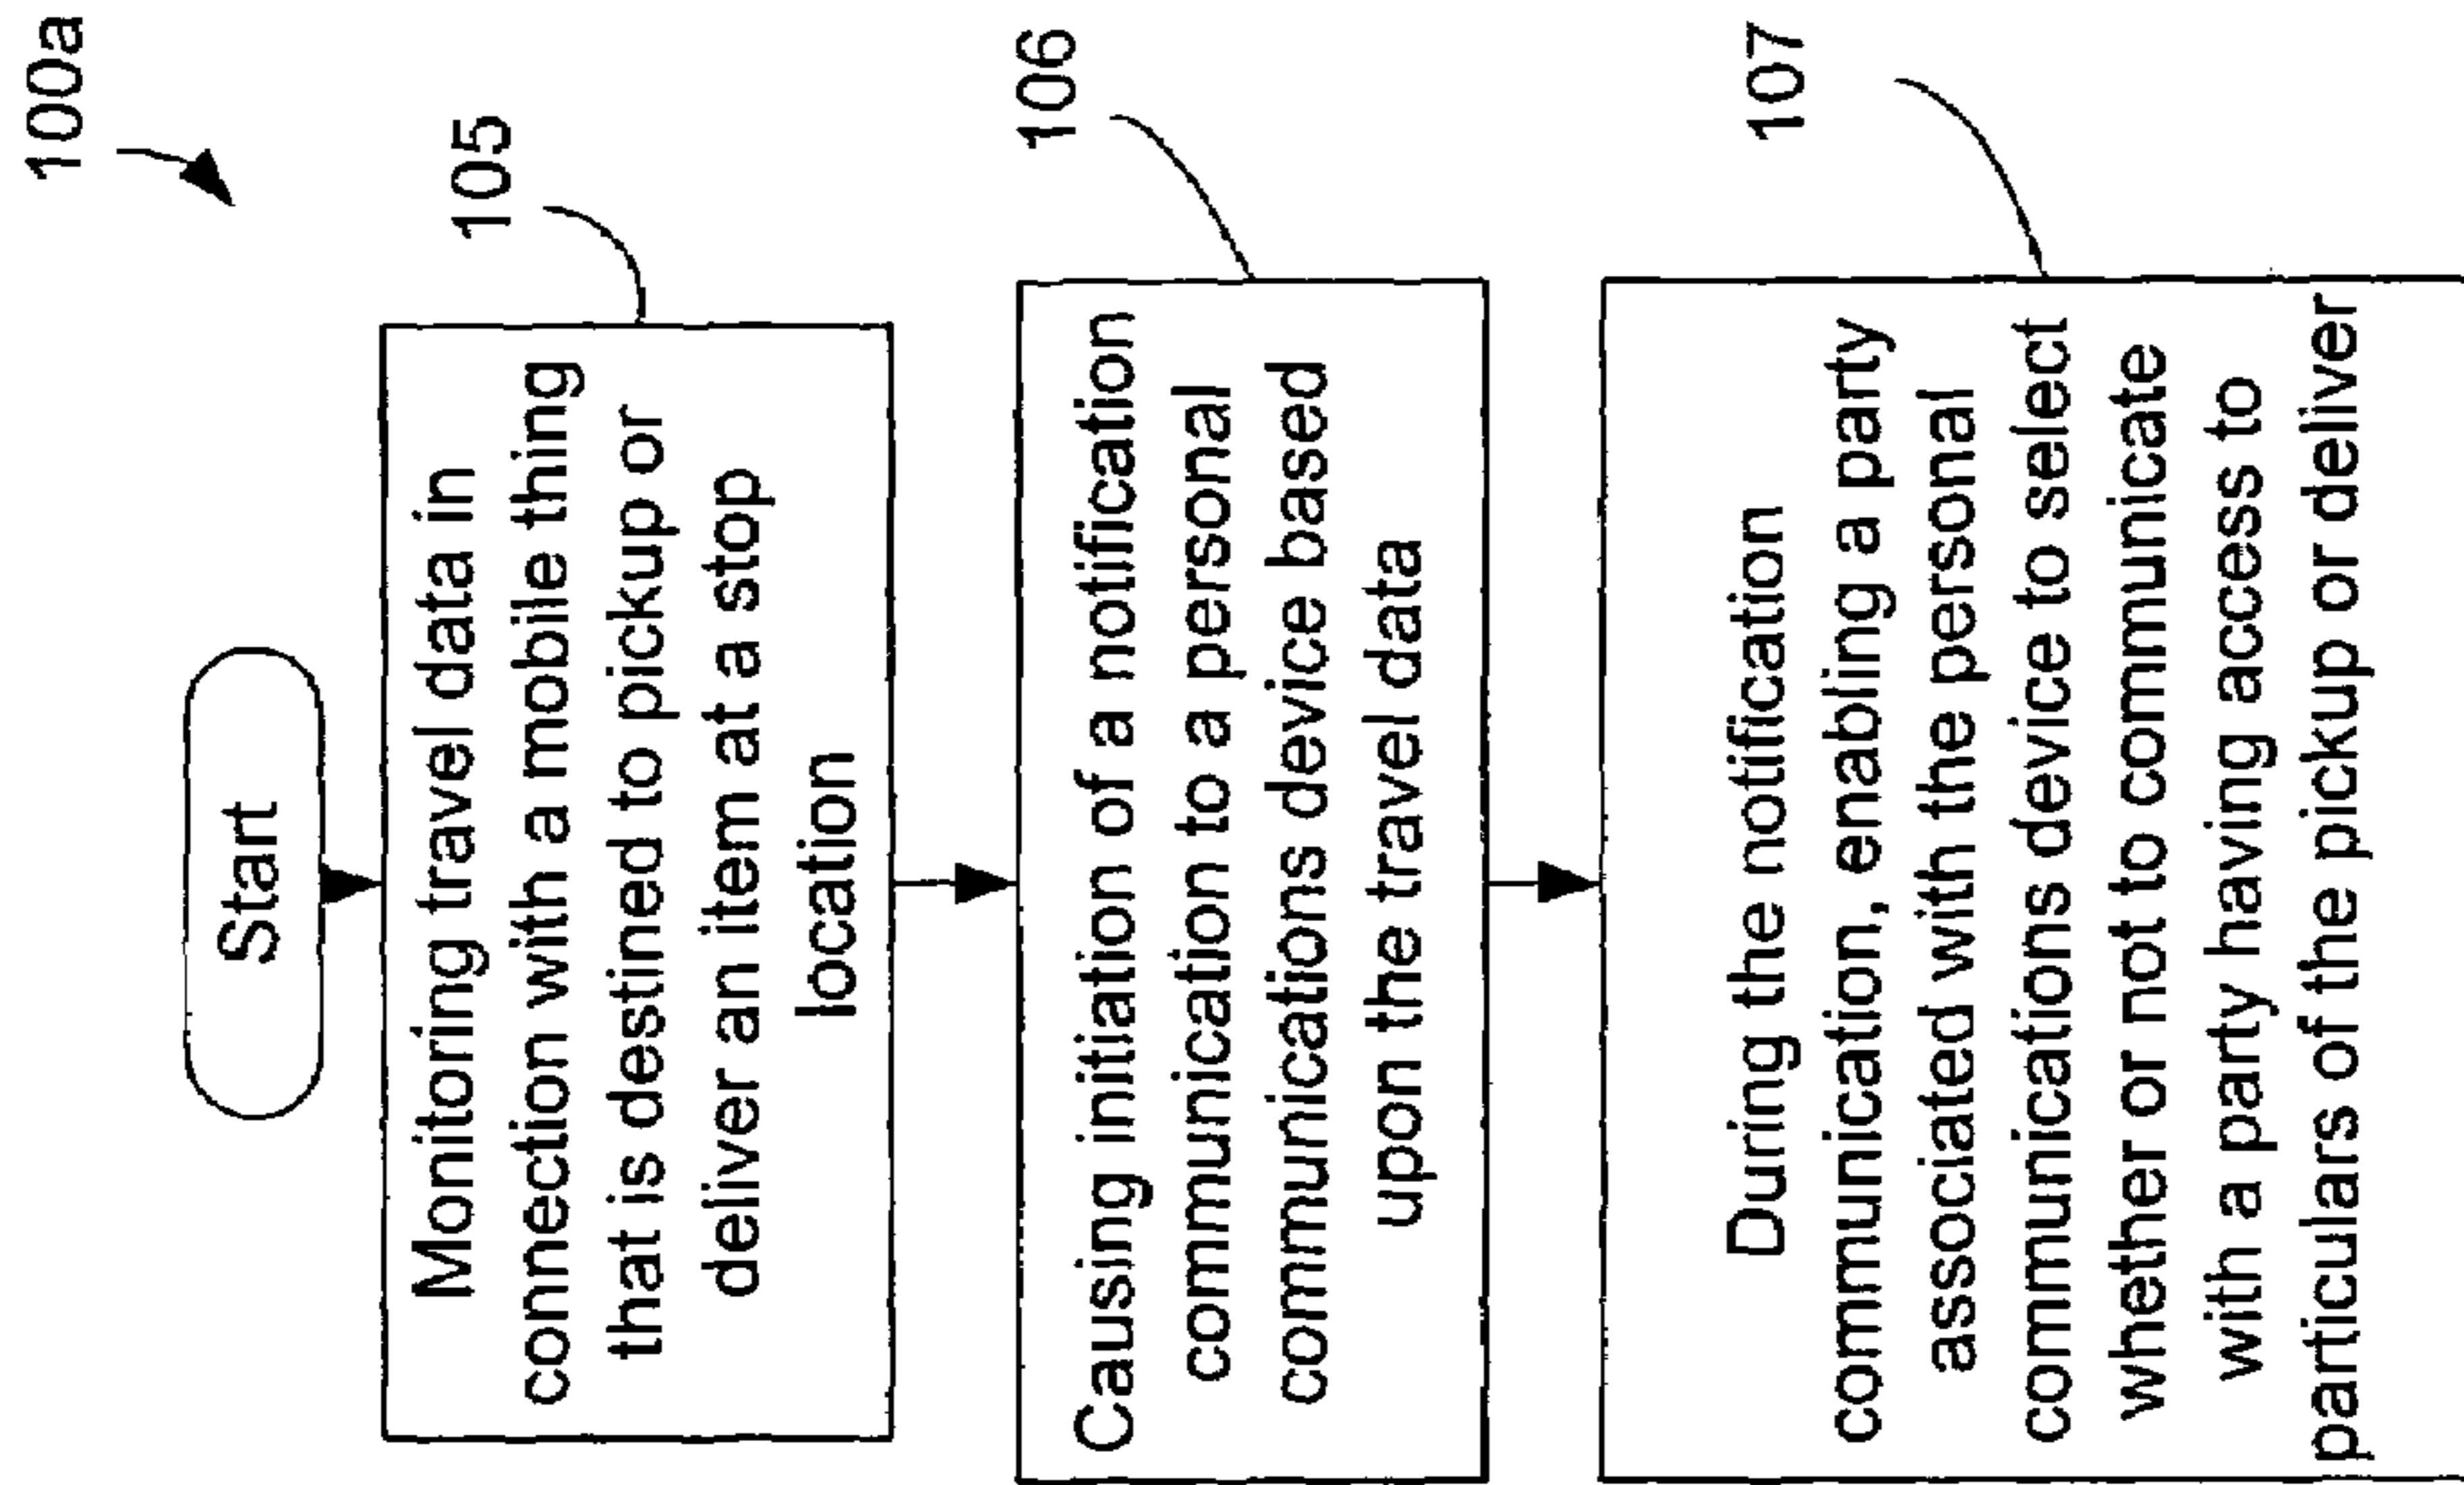 100a
Start
105
Monitoring travel data in
connection with a mobile thing
that is destined to pickup or
deliver an item at a stop
location
106
Causing initiation of a notification
communication to a personal
communications device based
upon the travel data
107
During the notification
communication, enabling a party
associated with the personal
communications device to select
whether or not to communicate
with a party having access to
particulars of the pickup or deliver